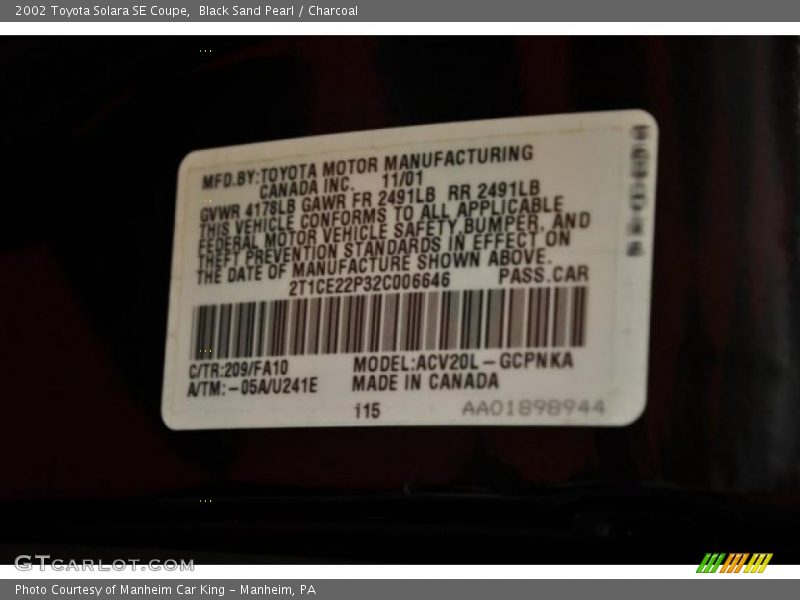 2002 Toyota Solara SE Coupe,  Black Sand Pearl / Charcoal
MFD.BY:TOYOTA MOTOR MANUFACTURING
CANADA INC. 11/01
GVWR 4178LB GAWR FR 2491LB RR 2491LB
THIS VEHICLE CONFORMS TO ALL APPLICABLE
FEDERAL MOTOR VEHICLE SAFETY,BUMPER, AND
THEFT PREVENTION STANDARDS IN EFFECT ON
THE DATE OF MANUFACTURE SHOWN ABOVE.
2T1CE22P32C006646 PASS.CAR
C/TR:209/FA10 MODEL:ACV20L-GCPNKA
A/TM:-05A/U241E MADE IN CANADA
i15 AA01898944
GTCARLOT.COM
Photo Courtesy of Manheim Car King - Manheim, PA